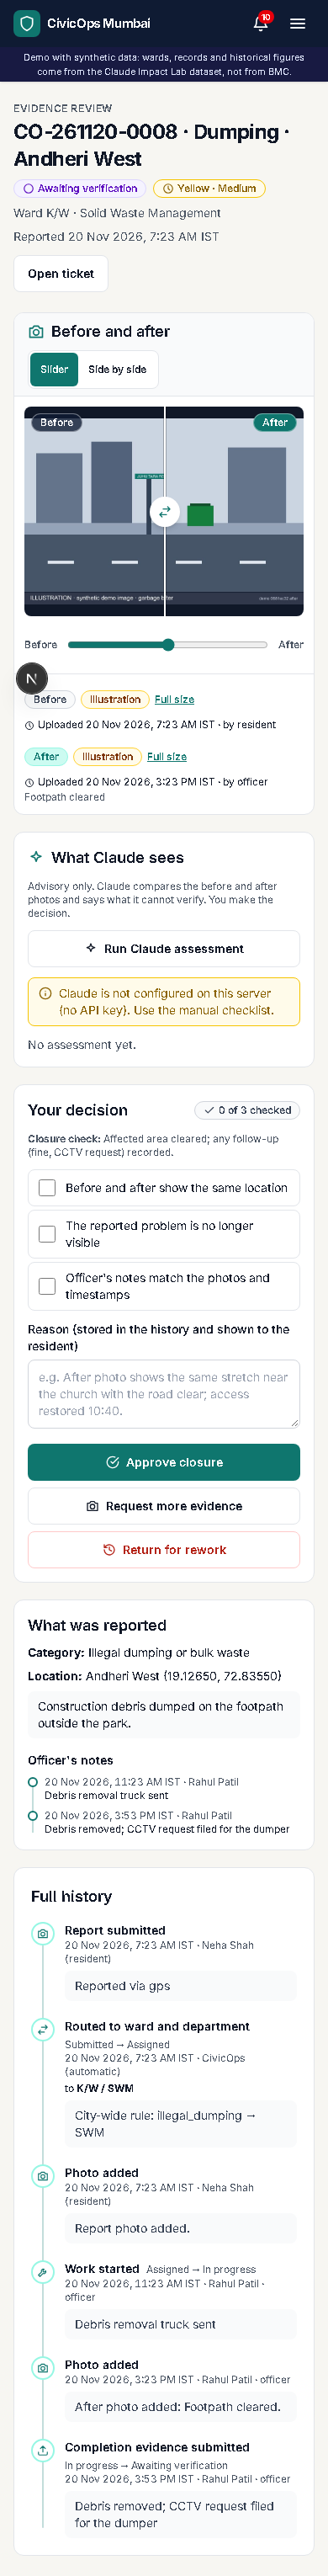 CivicOps Mumbai
10
Demo with synthetic data: wards, records and historical figures
come from the Claude Impact Lab dataset, not from BMC.
EVIDENCE REVIEW
CO-261120-0008 · Dumping ·
Andheri West
Awaiting verification
Yellow · Medium
Ward K/W · Solid Waste Management
Reported 20 Nov 2026, 7:23 AM IST
Open ticket
Before and after
Slider
Side by side
Before
After
ILLUSTRATION · synthetic demo image · garbage after
Before
After
N
Before
Illustration
Full size
Uploaded 20 Nov 2026, 7:23 AM IST · by resident
After
Illustration
Full size
Uploaded 20 Nov 2026, 3:23 PM IST · by officer
Footpath cleared
What Claude sees
Advisory only. Claude compares the before and after
photos and says what it cannot verify. You make the
decision.
Run Claude assessment
Claude is not configured on this server
(no API key). Use the manual checklist.
No assessment yet.
Your decision
0 of 3 checked
Closure check: Affected area cleared; any follow-up
(fine, CCTV request) recorded.
Before and after show the same location
The reported problem is no longer
visible
Officer's notes match the photos and
timestamps
Reason (stored in the history and shown to the
resident)
e.g. After photo shows the same stretch near
the church with the road clear; access
restored 10:40.
Approve closure
Request more evidence
Return for rework
What was reported
Category: Illegal dumping or bulk waste
Location: Andheri West (19.12650, 72.83550)
Construction debris dumped on the footpath
outside the park.
Officer's notes
20 Nov 2026, 11:23 AM IST · Rahul Patil
Debris removal truck sent
20 Nov 2026, 3:53 PM IST · Rahul Patil
Debris removed; CCTV request filed for the dumper
Full history
Report submitted
20 Nov 2026, 7:23 AM IST · Neha Shah
(resident)
Reported via gps
Routed to ward and department
Submitted → Assigned
20 Nov 2026, 7:23 AM IST · CivicOps
(automatic)
to K/W / SWM
City-wide rule: illegal_dumping →
SWM
Photo added
20 Nov 2026, 7:23 AM IST · Neha Shah
(resident)
Report photo added.
Work started Assigned → In progress
20 Nov 2026, 11:23 AM IST · Rahul Patil ·
officer
Debris removal truck sent
Photo added
20 Nov 2026, 3:23 PM IST · Rahul Patil · officer
After photo added: Footpath cleared.
Completion evidence submitted
In progress → Awaiting verification
20 Nov 2026, 3:53 PM IST · Rahul Patil · officer
Debris removed; CCTV request filed
for the dumper